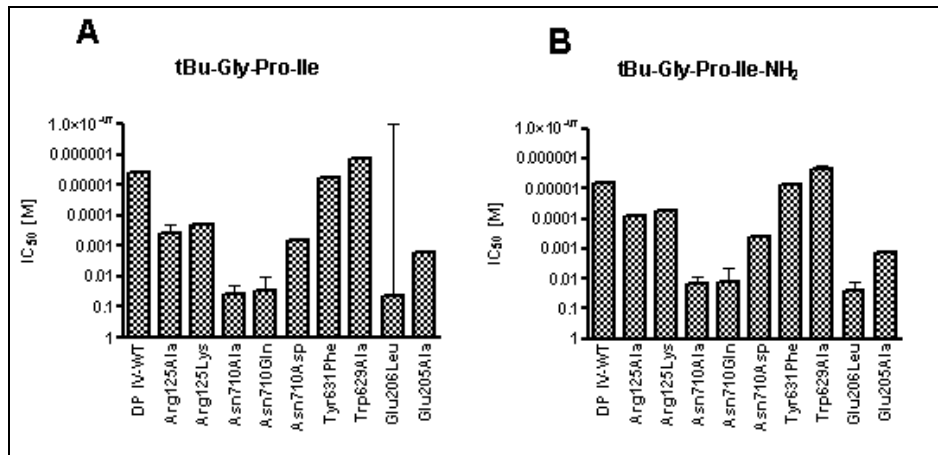 A
tBu-Gly-Pro-Ile
IC50 [M]
1.0×10-07
0.000001
0.00001
0.0001
0.001
0.01
0.1
1
DP IV-WT
Arg125Ala
Arg125Lys
Asn710Ala
Asn710Gln
Asn710Asp
Tyr631Phe
Trp629Ala
Glu206Leu
Glu205Ala
B
tBu-Gly-Pro-Ile-NH2
IC50 [M]
1.0×10-07
0.000001
0.00001
0.0001
0.001
0.01
0.1
1
DP IV-WT
Arg125Ala
Arg125Lys
Asn710Ala
Asn710Gln
Asn710Asp
Tyr631Phe
Trp629Ala
Glu206Leu
Glu205Ala